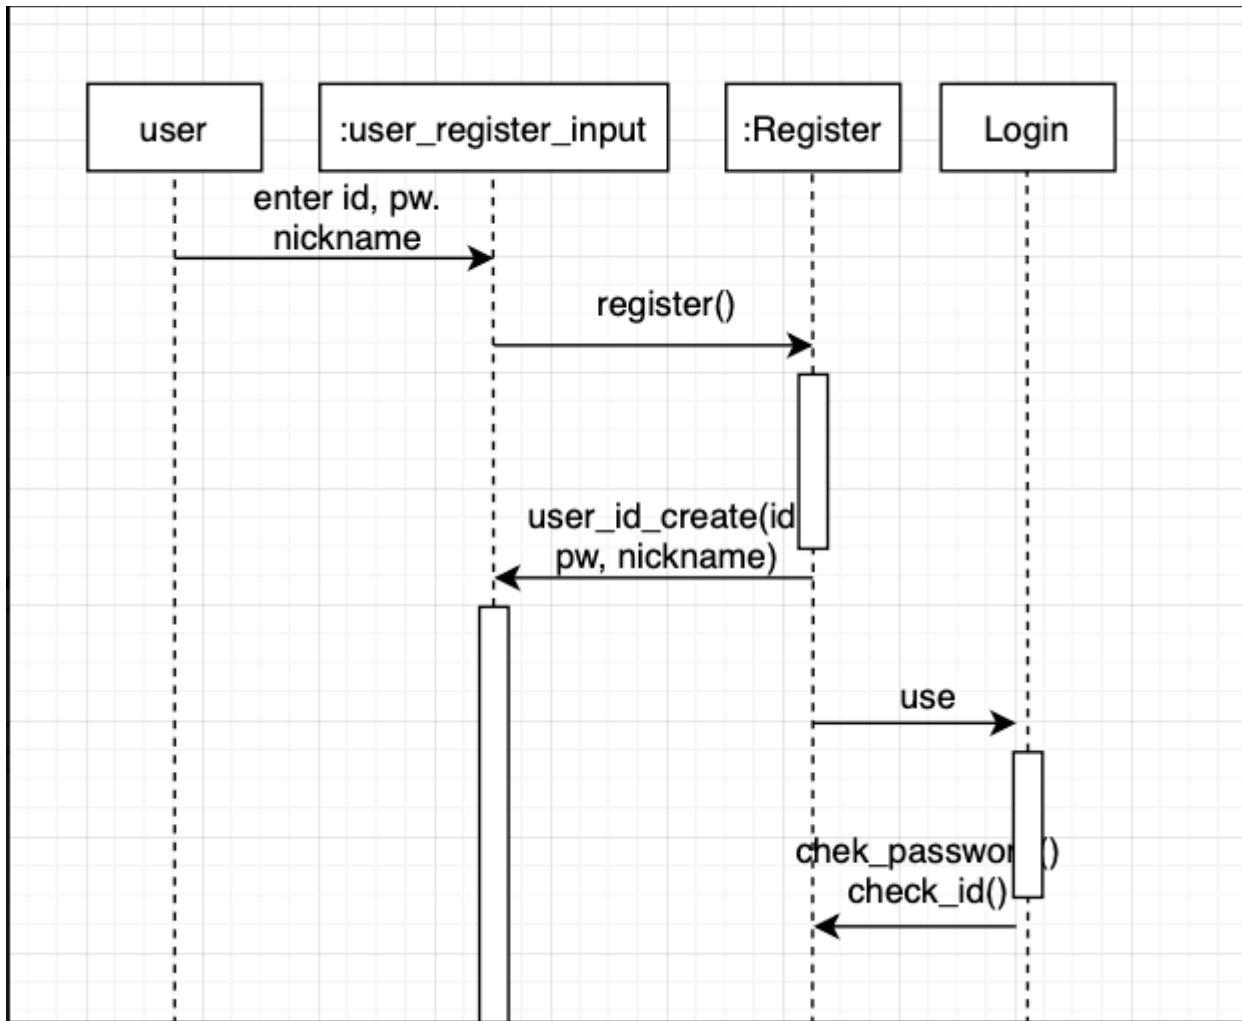 user
:user_register_input
:Register
Login
enter id, pw.
nickname
register()
user_id_create(id
pw, nickname)
use
check_id()